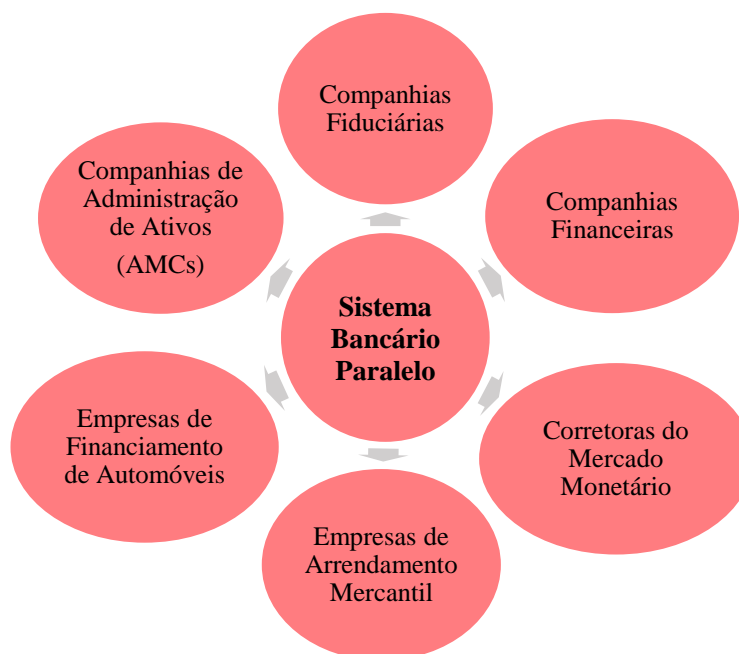 Companhias
Fiduciárias
Companhias de
Administração
de Ativos
(AMCs)
Companhias
Financeiras
Sistema
Bancário
Paralelo
Empresas de
Financiamento
de Automóveis
Corretoras do
Mercado
Monetário
Empresas de
Arrendamento
Mercantil